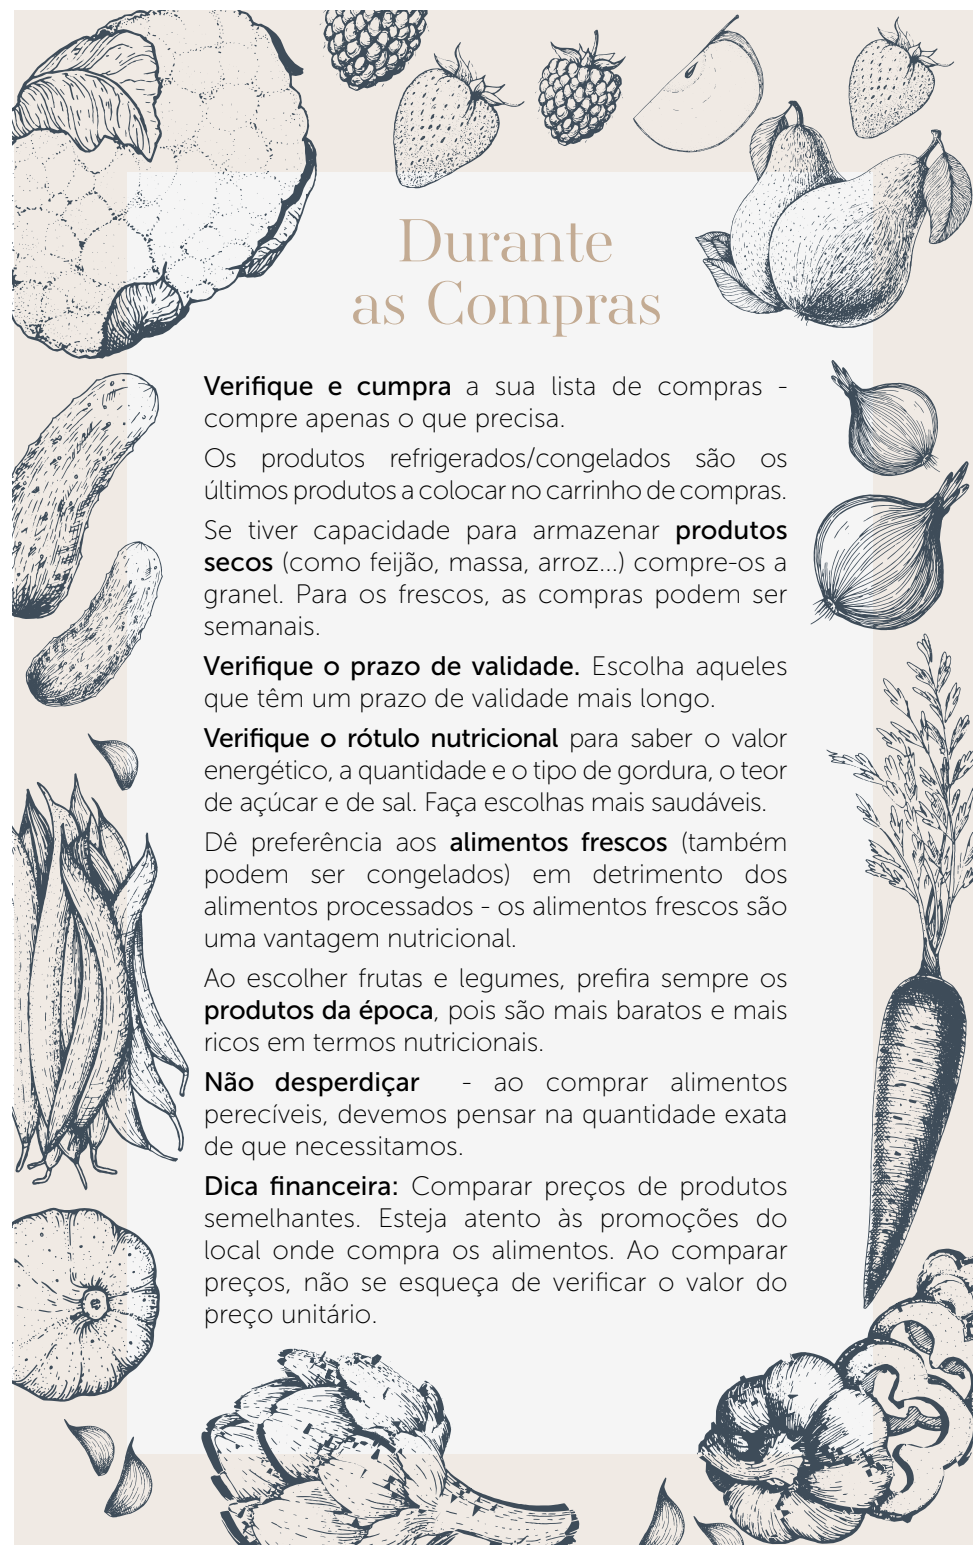 Durante
as Compras
Verifique e cumpra a sua lista de compras -
compre apenas o que precisa.
Os produtos refrigerados/congelados são os
últimos produtos a colocar no carrinho de compras.
Se tiver capacidade para armazenar produtos
secos (como feijão, massa, arroz...) compre-os a
granel. Para os frescos, as compras podem ser
semanais.
Verifique o prazo de validade. Escolha aqueles
que têm um prazo de validade mais longo.
Verifique o rótulo nutricional para saber o valor
energético, a quantidade e o tipo de gordura, o teor
de açúcar e de sal. Faça escolhas mais saudáveis.
Dê preferência aos alimentos frescos (também
podem ser congelados) em detrimento dos
alimentos processados - os alimentos frescos são
uma vantagem nutricional.
Ao escolher frutas e legumes, prefira sempre os
produtos da época, pois são mais baratos e mais
ricos em termos nutricionais.
Não desperdiçar - ao comprar alimentos
perecíveis, devemos pensar na quantidade exata
de que necessitamos.
Dica financeira: Comparar preços de produtos
semelhantes. Esteja atento às promoções do
local onde compra os alimentos. Ao comparar
preços, não se esqueça de verificar o valor do
preço unitário.